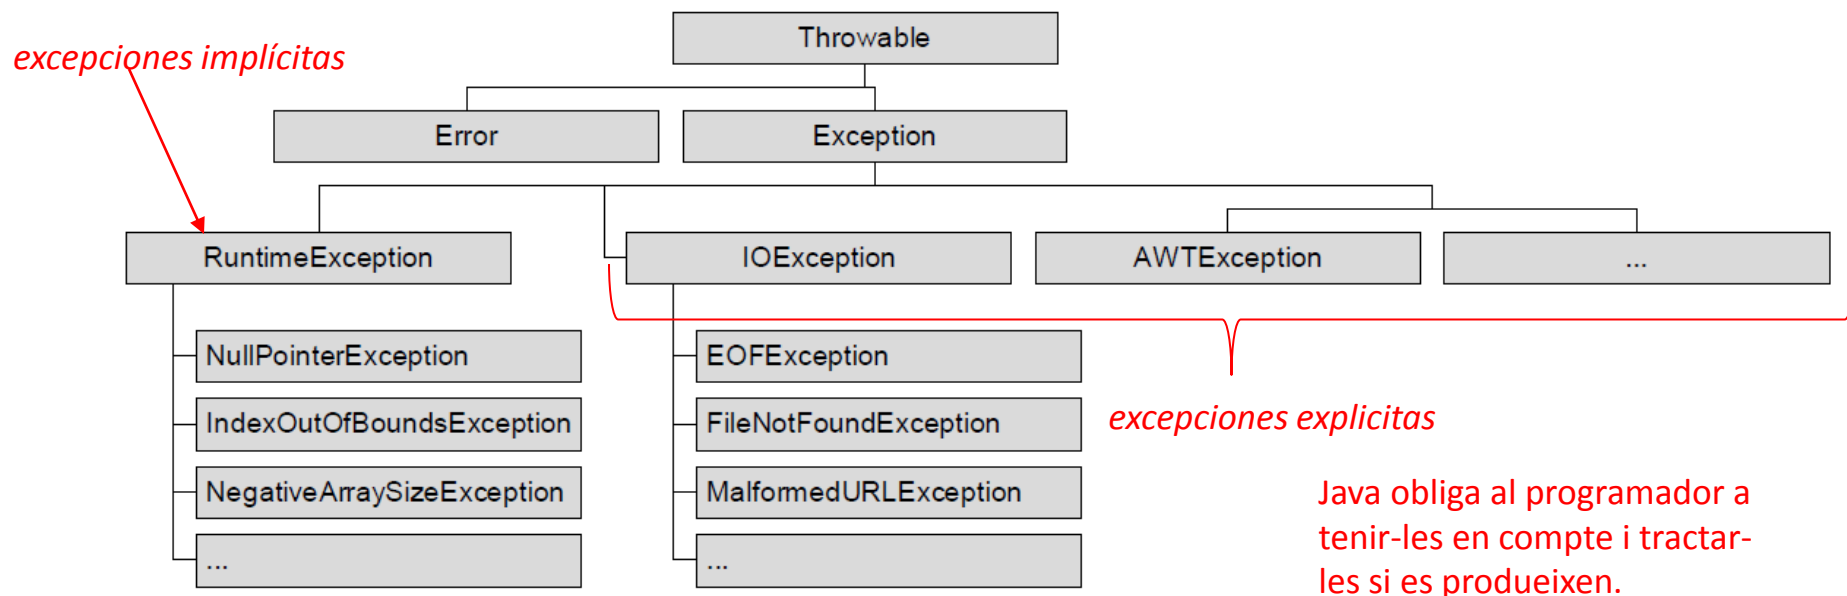 Throwable
excepciones implícitas
Error
Exception
RuntimeException
IOException
AWTException
...
NullPointerException
EOFException
IndexOutOfBoundsException
FileNotFoundException
excepciones explicitas
NegativeArraySizeException
MalformedURLException
...
...
Java obliga al programador a
tenir-les en compte i tractar-
les si es produeixen.